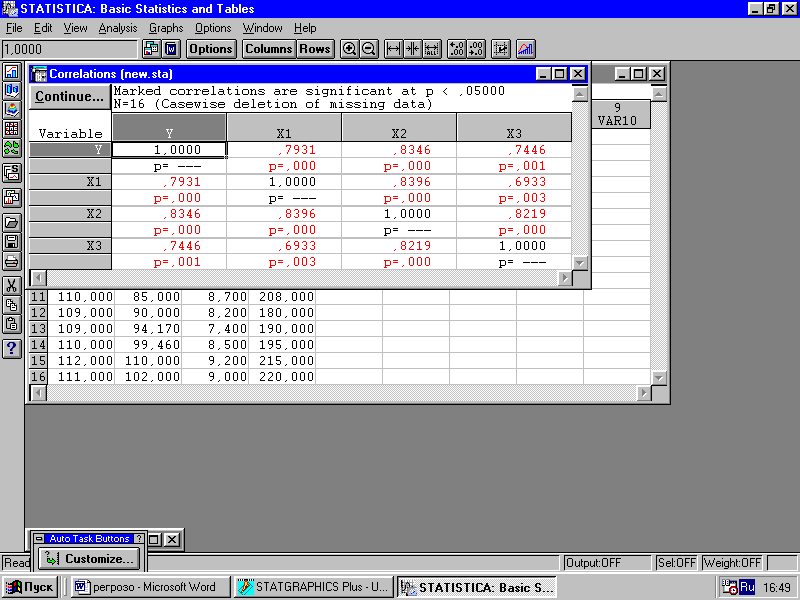 STATISTICA: Basic Statistics and Tables
File Edit View Analysis Graphs Options Window Help
1,0000 Options Columns Rows
Correlations (new.sta)
Continue... Marked correlations are significant at p < ,05000
N=16 (Casewise deletion of missing data)
Variable Y X1 X2 X3
9
VAR10
Y 1,0000 ,7931 ,8346 ,7446
p= --- p=,000 p=,000 p=,001
X1 ,7931 1,0000 ,8396 ,6933
p=,000 p= --- p=,000 p=,003
X2 ,8346 ,8396 1,0000 ,8219
p=,000 p=,000 p= --- p=,000
X3 ,7446 ,6933 ,8219 1,0000
p=,001 p=,003 p=,000 p= ---
11 110,000 85,000 8,700 208,000
12 109,000 90,000 8,200 180,000
13 109,000 94,170 7,400 190,000
14 110,000 99,460 8,500 195,000
15 112,000 110,000 9,200 215,000
16 111,000 102,000 9,000 220,000
Auto Task Buttons ?
Customize...
Read Output:OFF Sel:OFF Weight:OFF
Пуск регрозо - Microsoft Word STATGRAPHICS Plus - U... STATISTICA: Basic S... Ru 16:49